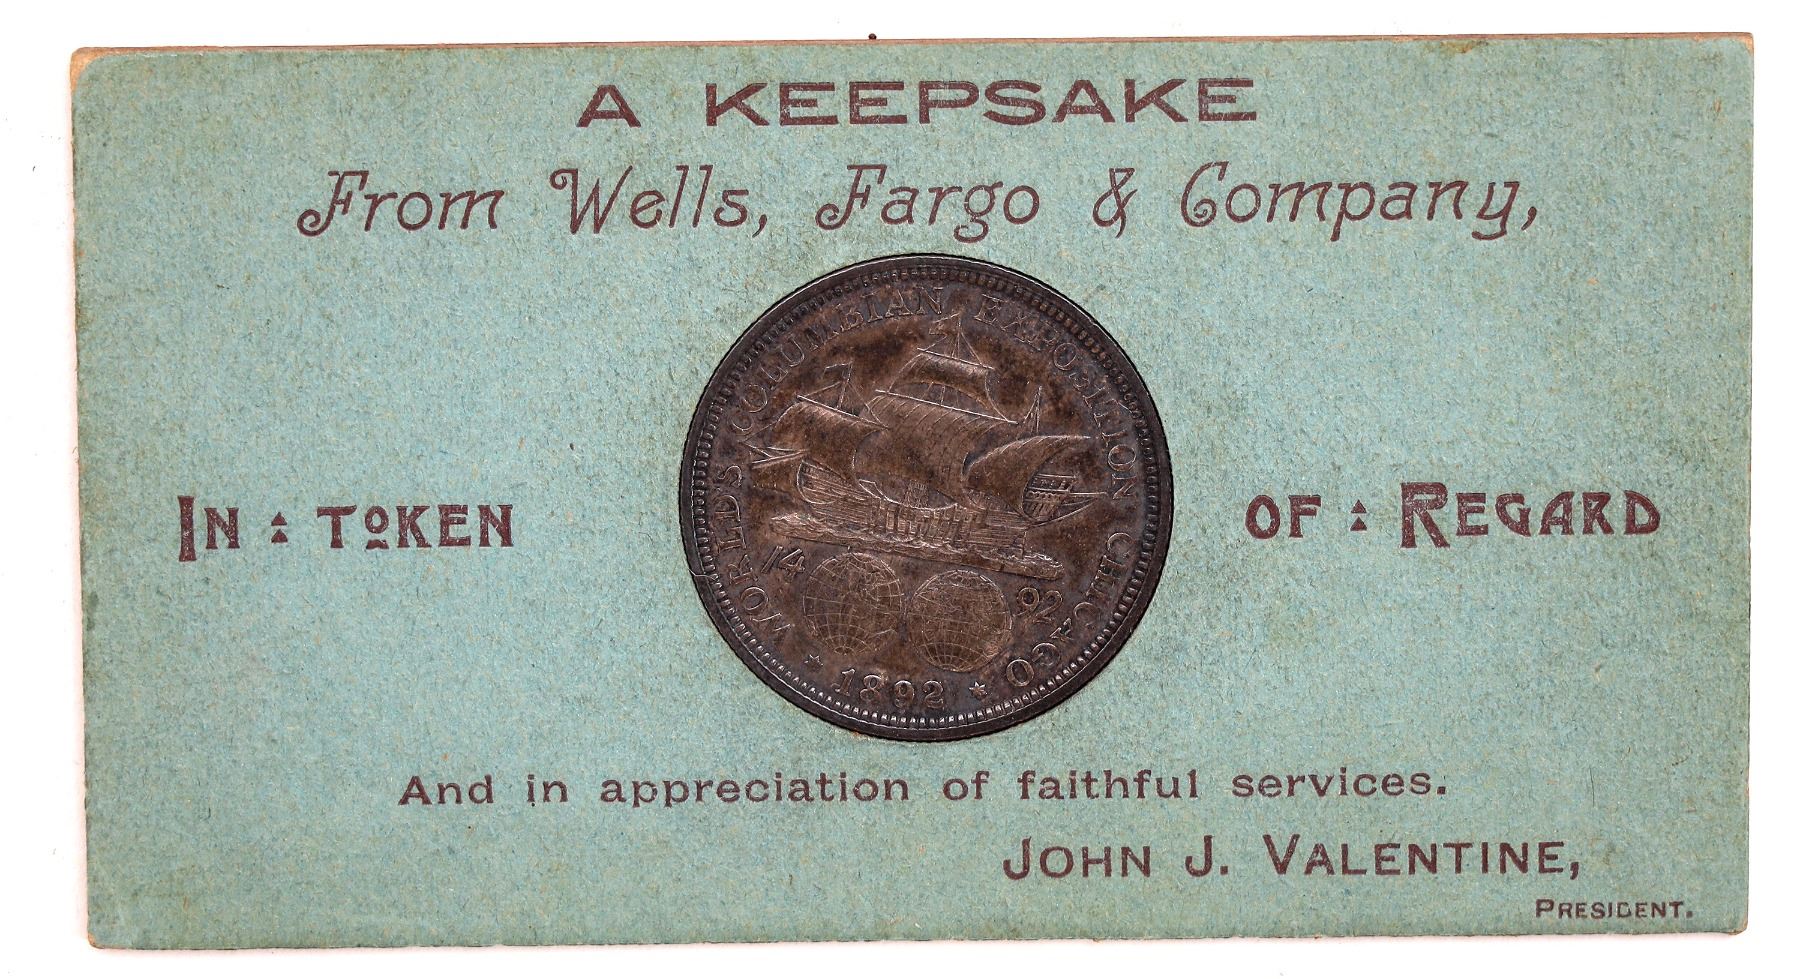 A KEEPSAKE
From Wells, Fargo & Company,
WORLD'S COLUMBIAN EXPOSITION CHICAGO
14 92
★ 1892 ★
IN : TOKEN OF : REGARD
And in appreciation of faithful services.
JOHN J. VALENTINE,
PRESIDENT.